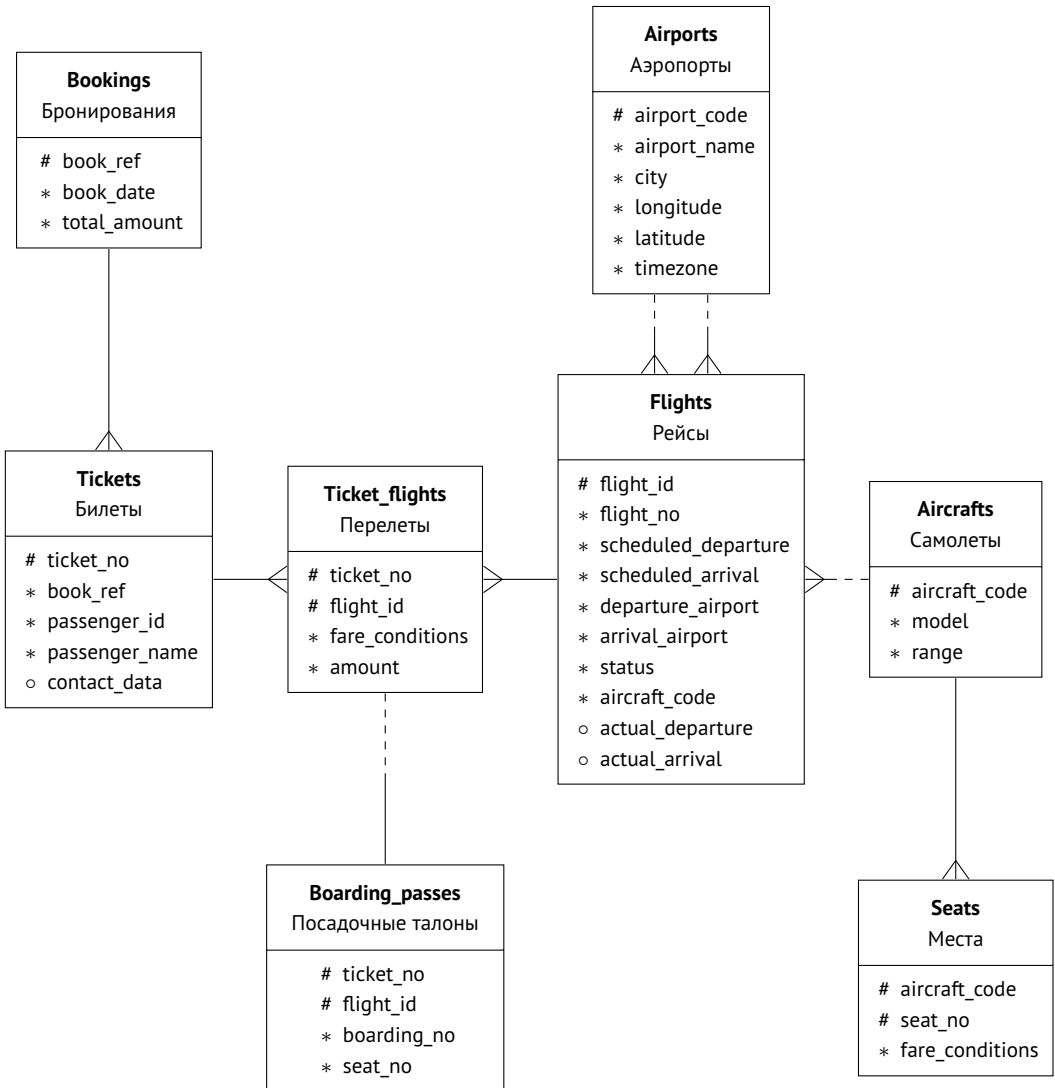 Bookings
Бронирования
# book_ref
* book_date
* total_amount
Airports
Аэропорты
# airport_code
* airport_name
* city
* longitude
* latitude
* timezone
Tickets
Билеты
# ticket_no
* book_ref
* passenger_id
* passenger_name
○ contact_data
Ticket_flights
Перелеты
# ticket_no
# flight_id
* fare_conditions
* amount
Flights
Рейсы
# flight_id
* flight_no
* scheduled_departure
* scheduled_arrival
* departure_airport
* arrival_airport
* status
* aircraft_code
○ actual_departure
○ actual_arrival
Aircrafts
Самолеты
# aircraft_code
* model
* range
Boarding_passes
Посадочные талоны
# ticket_no
# flight_id
* boarding_no
* seat_no
Seats
Места
# aircraft_code
# seat_no
* fare_conditions